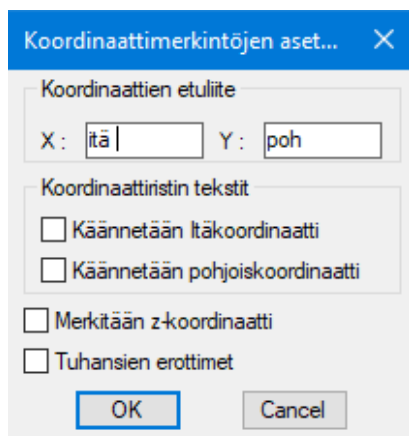 Koordinaattimerkintöjen aset...
Koordinaattien etuliite
X : itä Y : poh
Koordinaattiristin tekstit
Käännetään Itäkoordinaatti
Käännetään pohjoiskoordinaatti
Merkitään z-koordinaatti
Tuhansien erottimet
OK Cancel